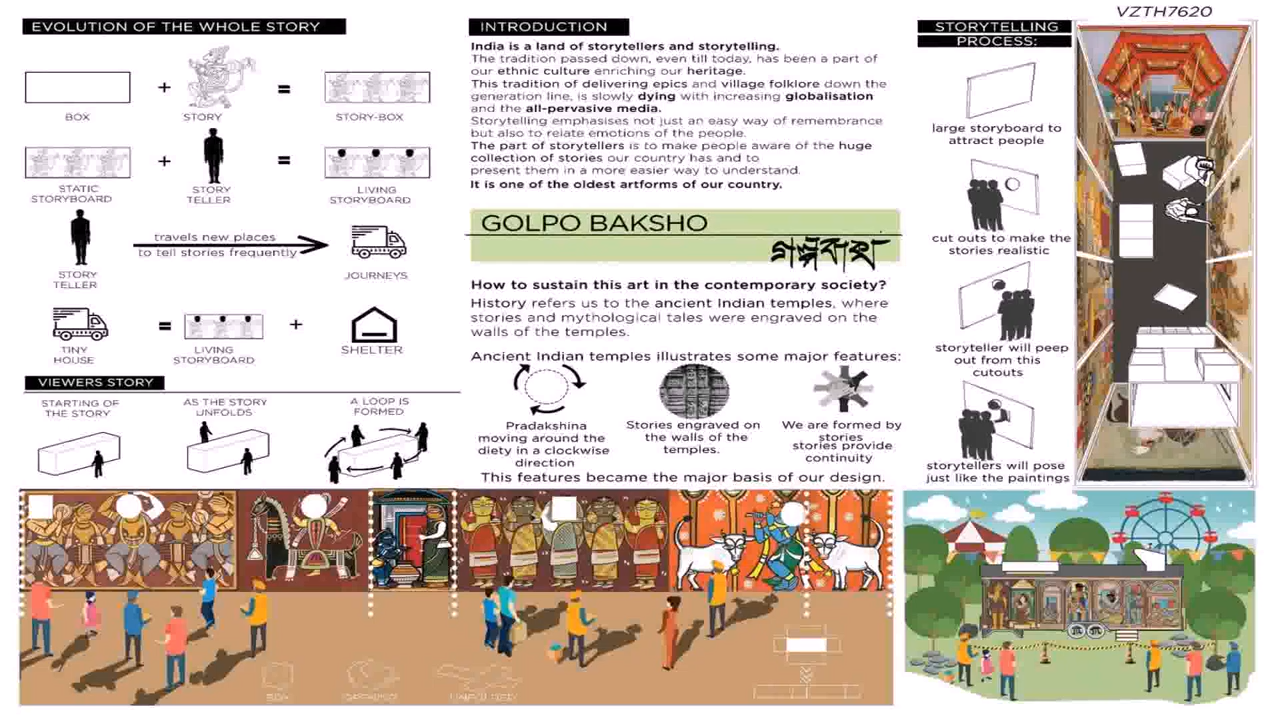 VZTH7620
EVOLUTION OF THE WHOLE STORY
BOX
+
STORY
=
STORY-BOX
STATIC
STORYBOARD
+
STORY
TELLER
=
LIVING
STORYBOARD
STORY
TELLER
travels new places
to tell stories frequently
JOURNEYS
TINY
HOUSE
=
LIVING
STORYBOARD
+
SHELTER
VIEWERS STORY
STARTING OF
THE STORY
AS THE STORY
UNFOLDS
A LOOP IS
FORMED
INTRODUCTION
India is a land of storytellers and storytelling.
The tradition passed down, even till today, has been a part of
our ethnic culture enriching our heritage.
This tradition of delivering epics and village folklore down the
generation line, is slowly dying with increasing globalisation
and the all-pervasive media.
Storytelling emphasises not just an easy way of remembrance
but also to relate emotions of the people.
The part of storytellers is to make people aware of the huge
collection of stories our country has and to
present them in a more easier way to understand.
It is one of the oldest artforms of our country.
GOLPO BAKSHO
গল্পবাক্স
How to sustain this art in the contemporary society?
History refers us to the ancient Indian temples, where
stories and mythological tales were engraved on the
walls of the temples.
Ancient Indian temples illustrates some major features:
Pradakshina
moving around the
diety in a clockwise
direction
Stories engraved on
the walls of the
temples.
We are formed by
stories
stories provide
continuity
This features became the major basis of our design.
STORYTELLING
PROCESS:
large storyboard to
attract people
cut outs to make the
stories realistic
storyteller will peep
out from this
cutouts
storytellers will pose
just like the paintings
BOX
OPENING
UNFOLDED